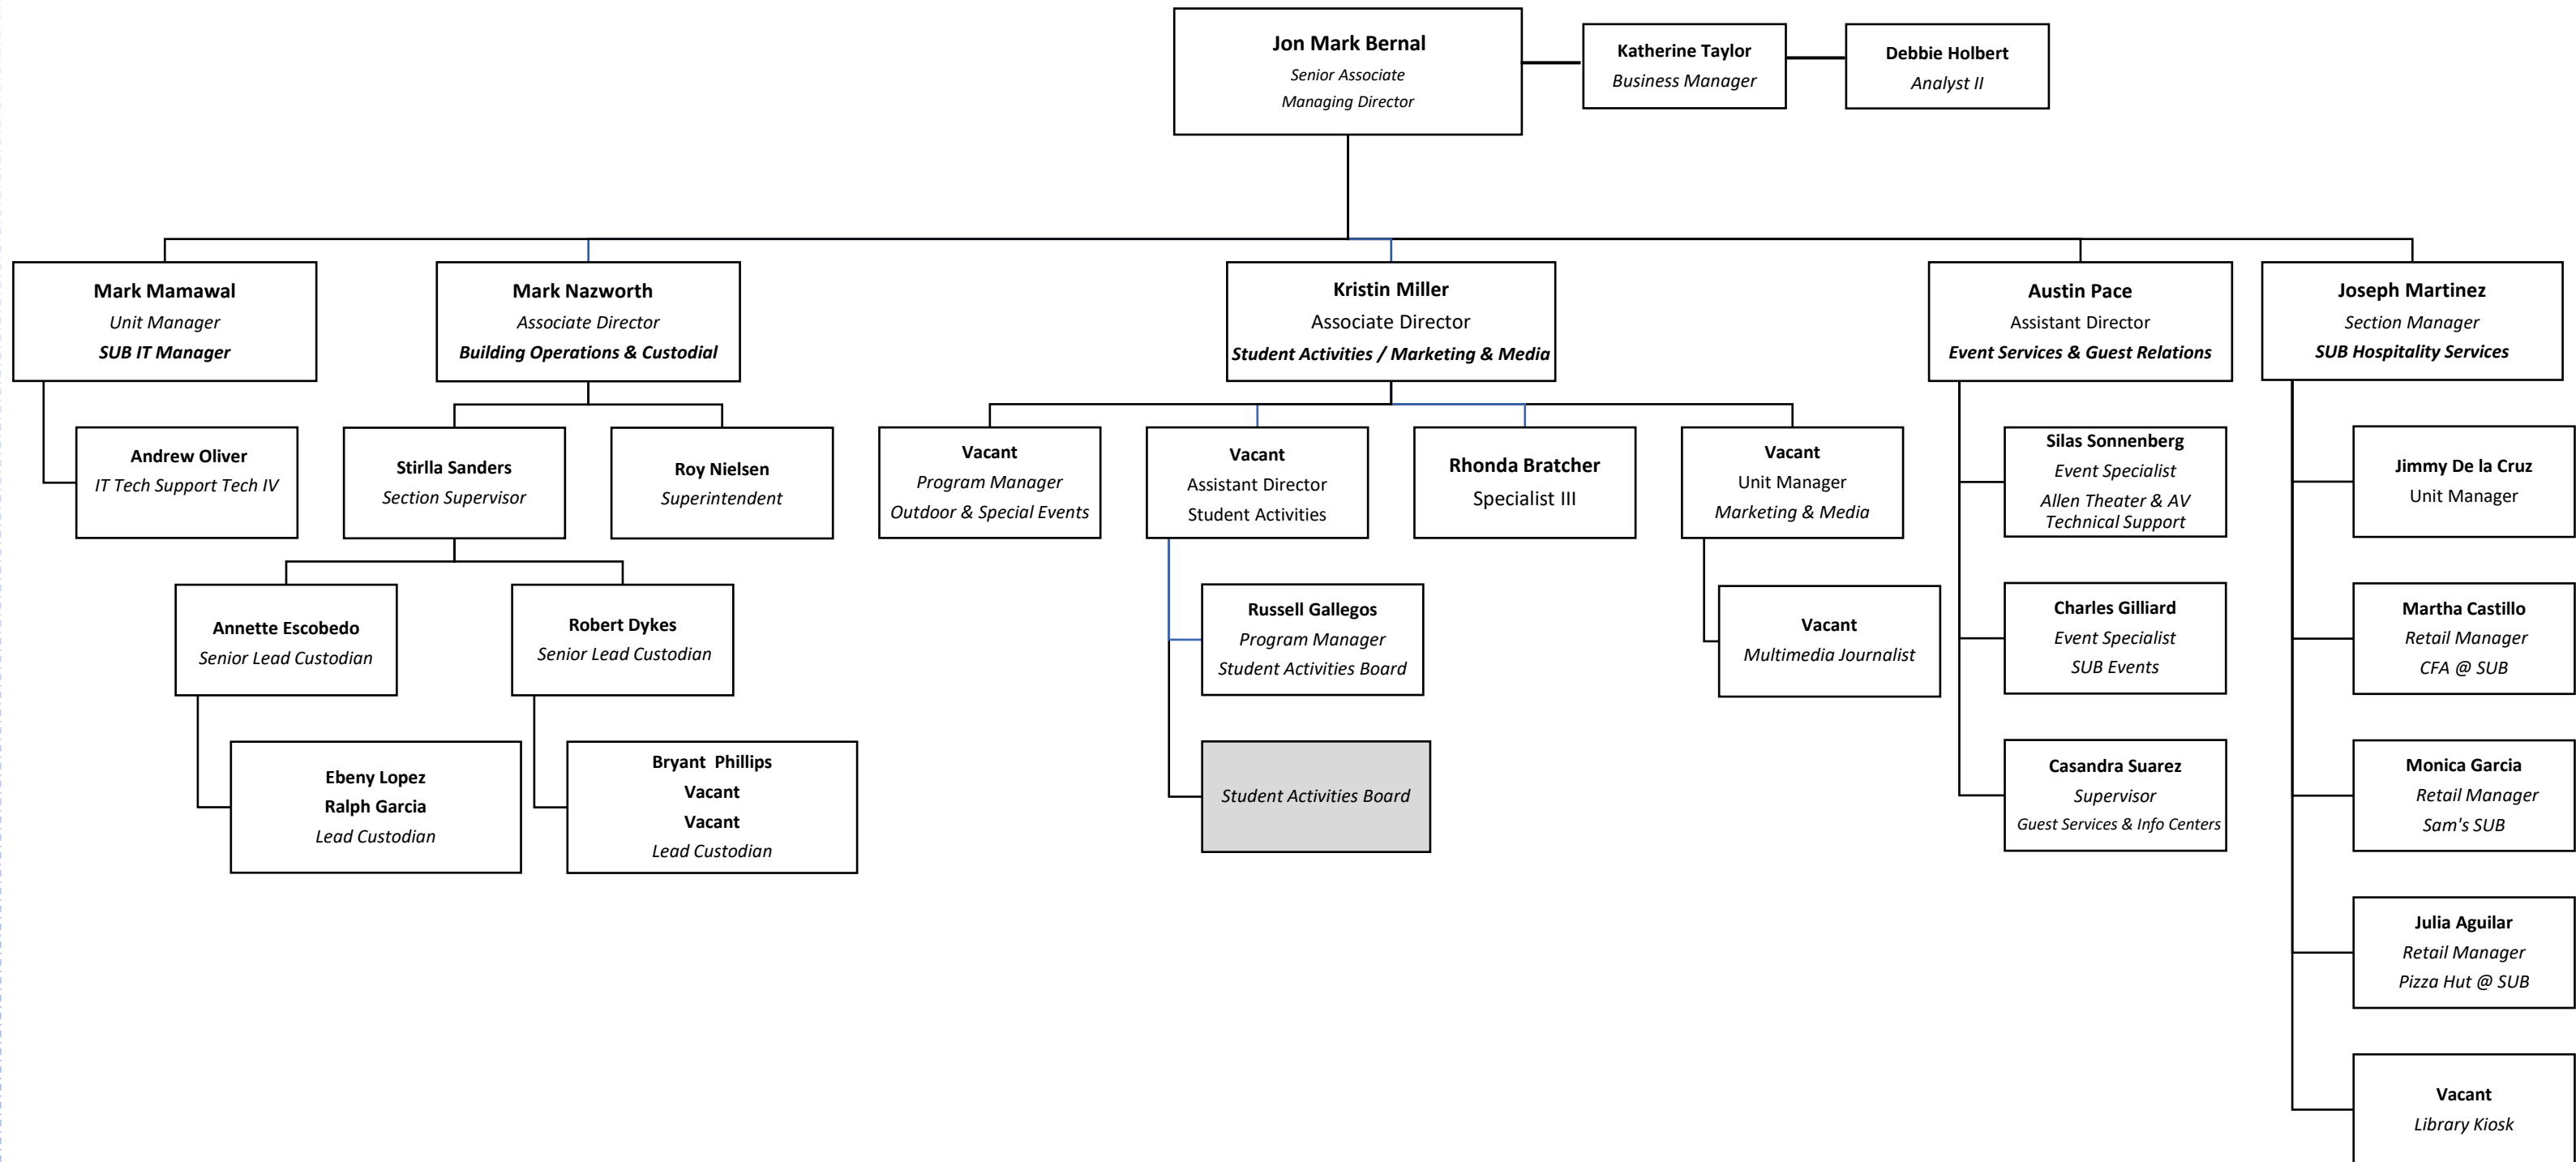 Jon Mark Bernal
Senior Associate
Managing Director
Katherine Taylor
Business Manager
Debbie Holbert
Analyst II
Mark Mamawal
Unit Manager
SUB IT Manager
Mark Nazworth
Associate Director
Building Operations & Custodial
Kristin Miller
Associate Director
Student Activities / Marketing & Media
Austin Pace
Assistant Director
Event Services & Guest Relations
Joseph Martinez
Section Manager
SUB Hospitality Services
Andrew Oliver
IT Tech Support Tech IV
Stirlla Sanders
Section Supervisor
Roy Nielsen
Superintendent
Vacant
Program Manager
Outdoor & Special Events
Vacant
Assistant Director
Student Activities
Rhonda Bratcher
Specialist III
Vacant
Unit Manager
Marketing & Media
Silas Sonnenberg
Event Specialist
Allen Theater & AV
Technical Support
Jimmy De la Cruz
Unit Manager
Annette Escobedo
Senior Lead Custodian
Robert Dykes
Senior Lead Custodian
Russell Gallegos
Program Manager
Student Activities Board
Vacant
Multimedia Journalist
Charles Gilliard
Event Specialist
SUB Events
Martha Castillo
Retail Manager
CFA @ SUB
Ebeny Lopez
Ralph Garcia
Lead Custodian
Bryant  Phillips
Vacant
Vacant
Lead Custodian
Student Activities Board
Casandra Suarez
Supervisor
Guest Services & Info Centers
Monica Garcia
Retail Manager
Sam's SUB
Julia Aguilar
Retail Manager
Pizza Hut @ SUB
Vacant
Library Kiosk